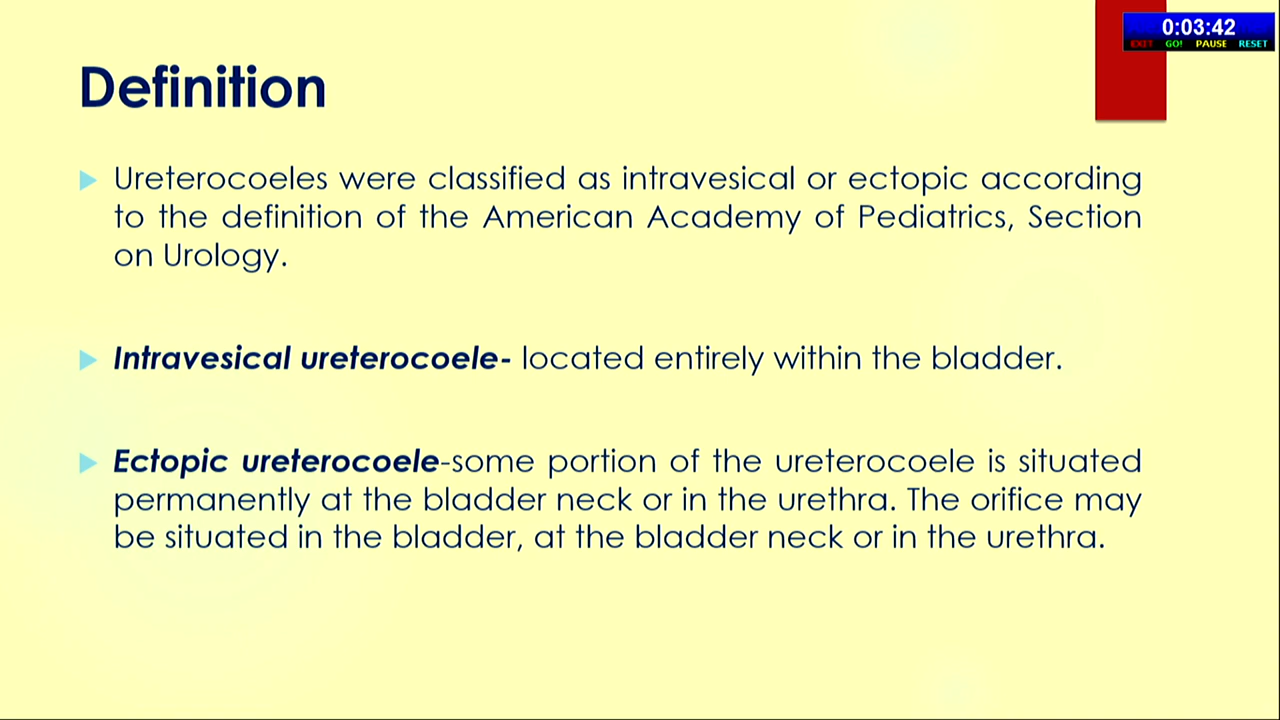 0:03:42
EXIT GO! PAUSE RESET
Definition
Ureterocoeles were classified as intravesical or ectopic according
to the definition of the American Academy of Pediatrics, Section
on Urology.
Intravesical ureterocoele- located entirely within the bladder.
Ectopic ureterocoele-some portion of the ureterocoele is situated
permanently at the bladder neck or in the urethra. The orifice may
be situated in the bladder, at the bladder neck or in the urethra.